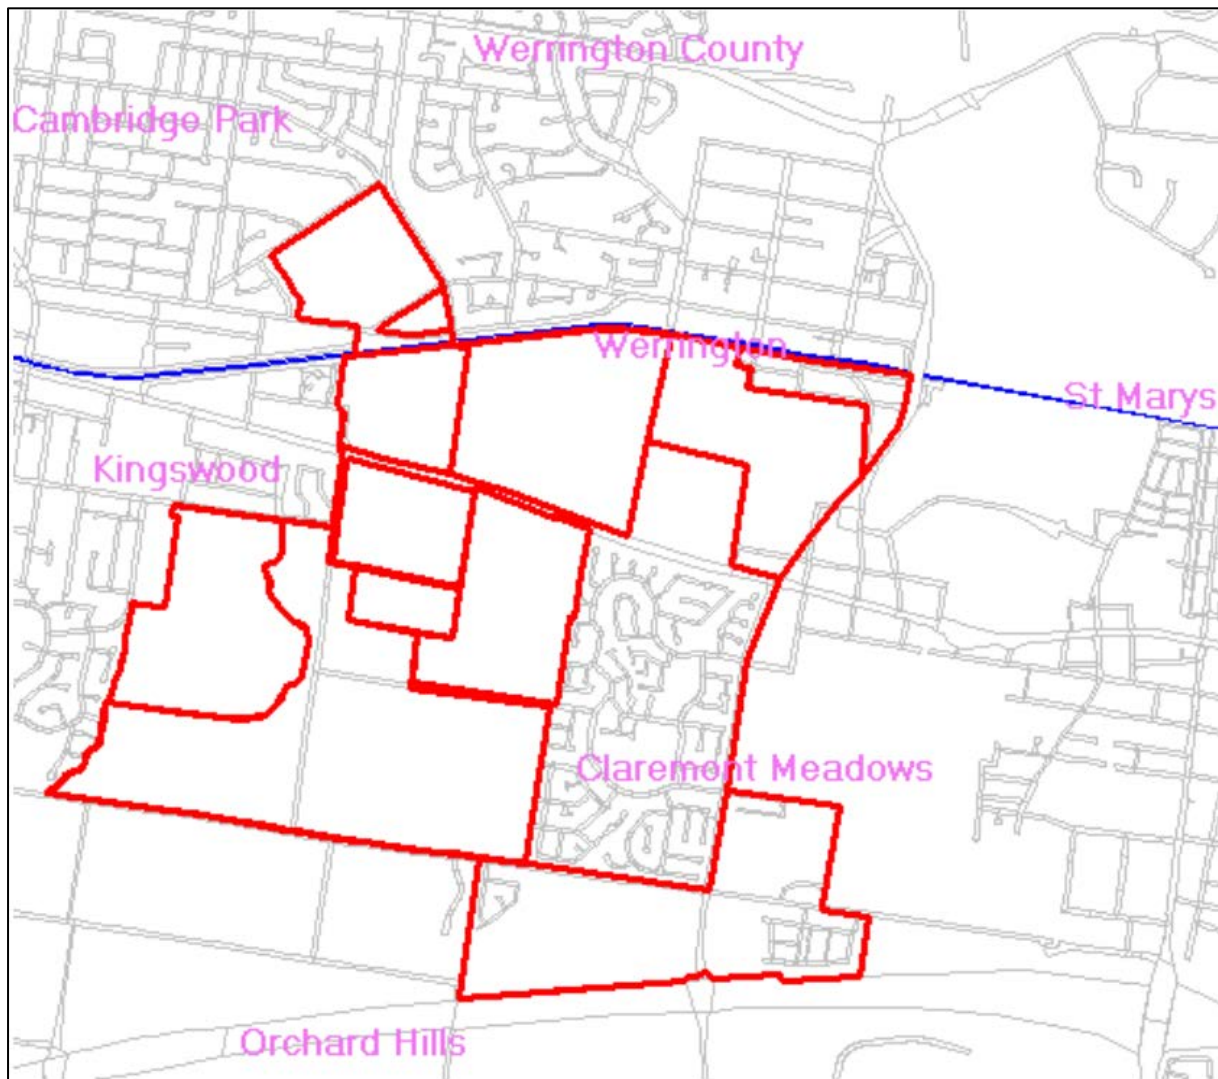 Werrington County
Cambridge Park
Werrington
St Marys
Kingswood
Claremont Meadows
Orchard Hills